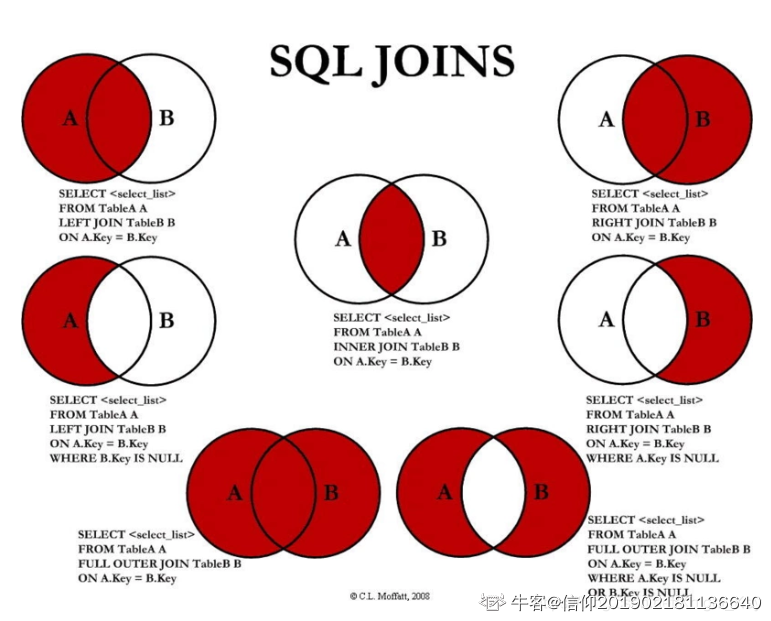 SQL JOINS
A
B
SELECT <select_list>
FROM TableA A
LEFT JOIN TableB B
ON A.Key = B.Key
A
B
SELECT <select_list>
FROM TableA A
RIGHT JOIN TableB B
ON A.Key = B.Key
A
B
SELECT <select_list>
FROM TableA A
INNER JOIN TableB B
ON A.Key = B.Key
A
B
SELECT <select_list>
FROM TableA A
LEFT JOIN TableB B
ON A.Key = B.Key
WHERE B.Key IS NULL
A
B
SELECT <select_list>
FROM TableA A
RIGHT JOIN TableB B
ON A.Key = B.Key
WHERE A.Key IS NULL
A
B
SELECT <select_list>
FROM TableA A
FULL OUTER JOIN TableB B
ON A.Key = B.Key
A
B
SELECT <select_list>
FROM TableA A
FULL OUTER JOIN TableB B
ON A.Key = B.Key
WHERE A.Key IS NULL
OR B.Key IS NULL
© C.L. Moffatt, 2008
牛客@信仰201902181136640